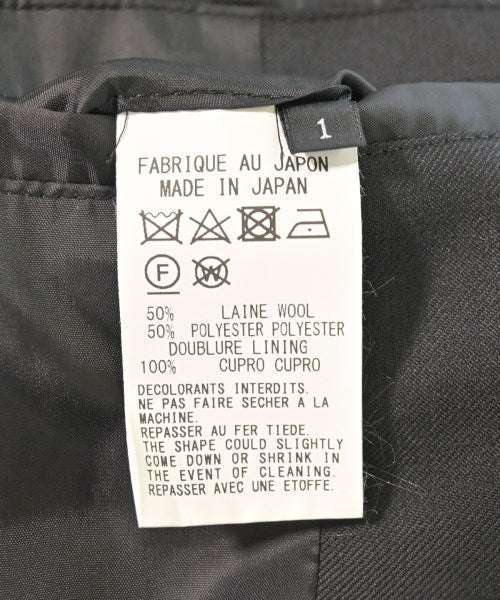 1
FABRIQUE AU JAPON
MADE IN JAPAN
F W
50% LAINE WOOL
50% POLYESTER POLYESTER
DOUBLURE LINING
100% CUPRO CUPRO
DECOLORANTS INTERDITS.
NE PAS FAIRE SECHER A LA
MACHINE.
REPASSER AU FER TIEDE.
THE SHAPE COULD SLIGHTLY
COME DOWN OR SHRINK IN
THE EVENT OF CLEANING.
REPASSER AVEC UNE ETOFFE.